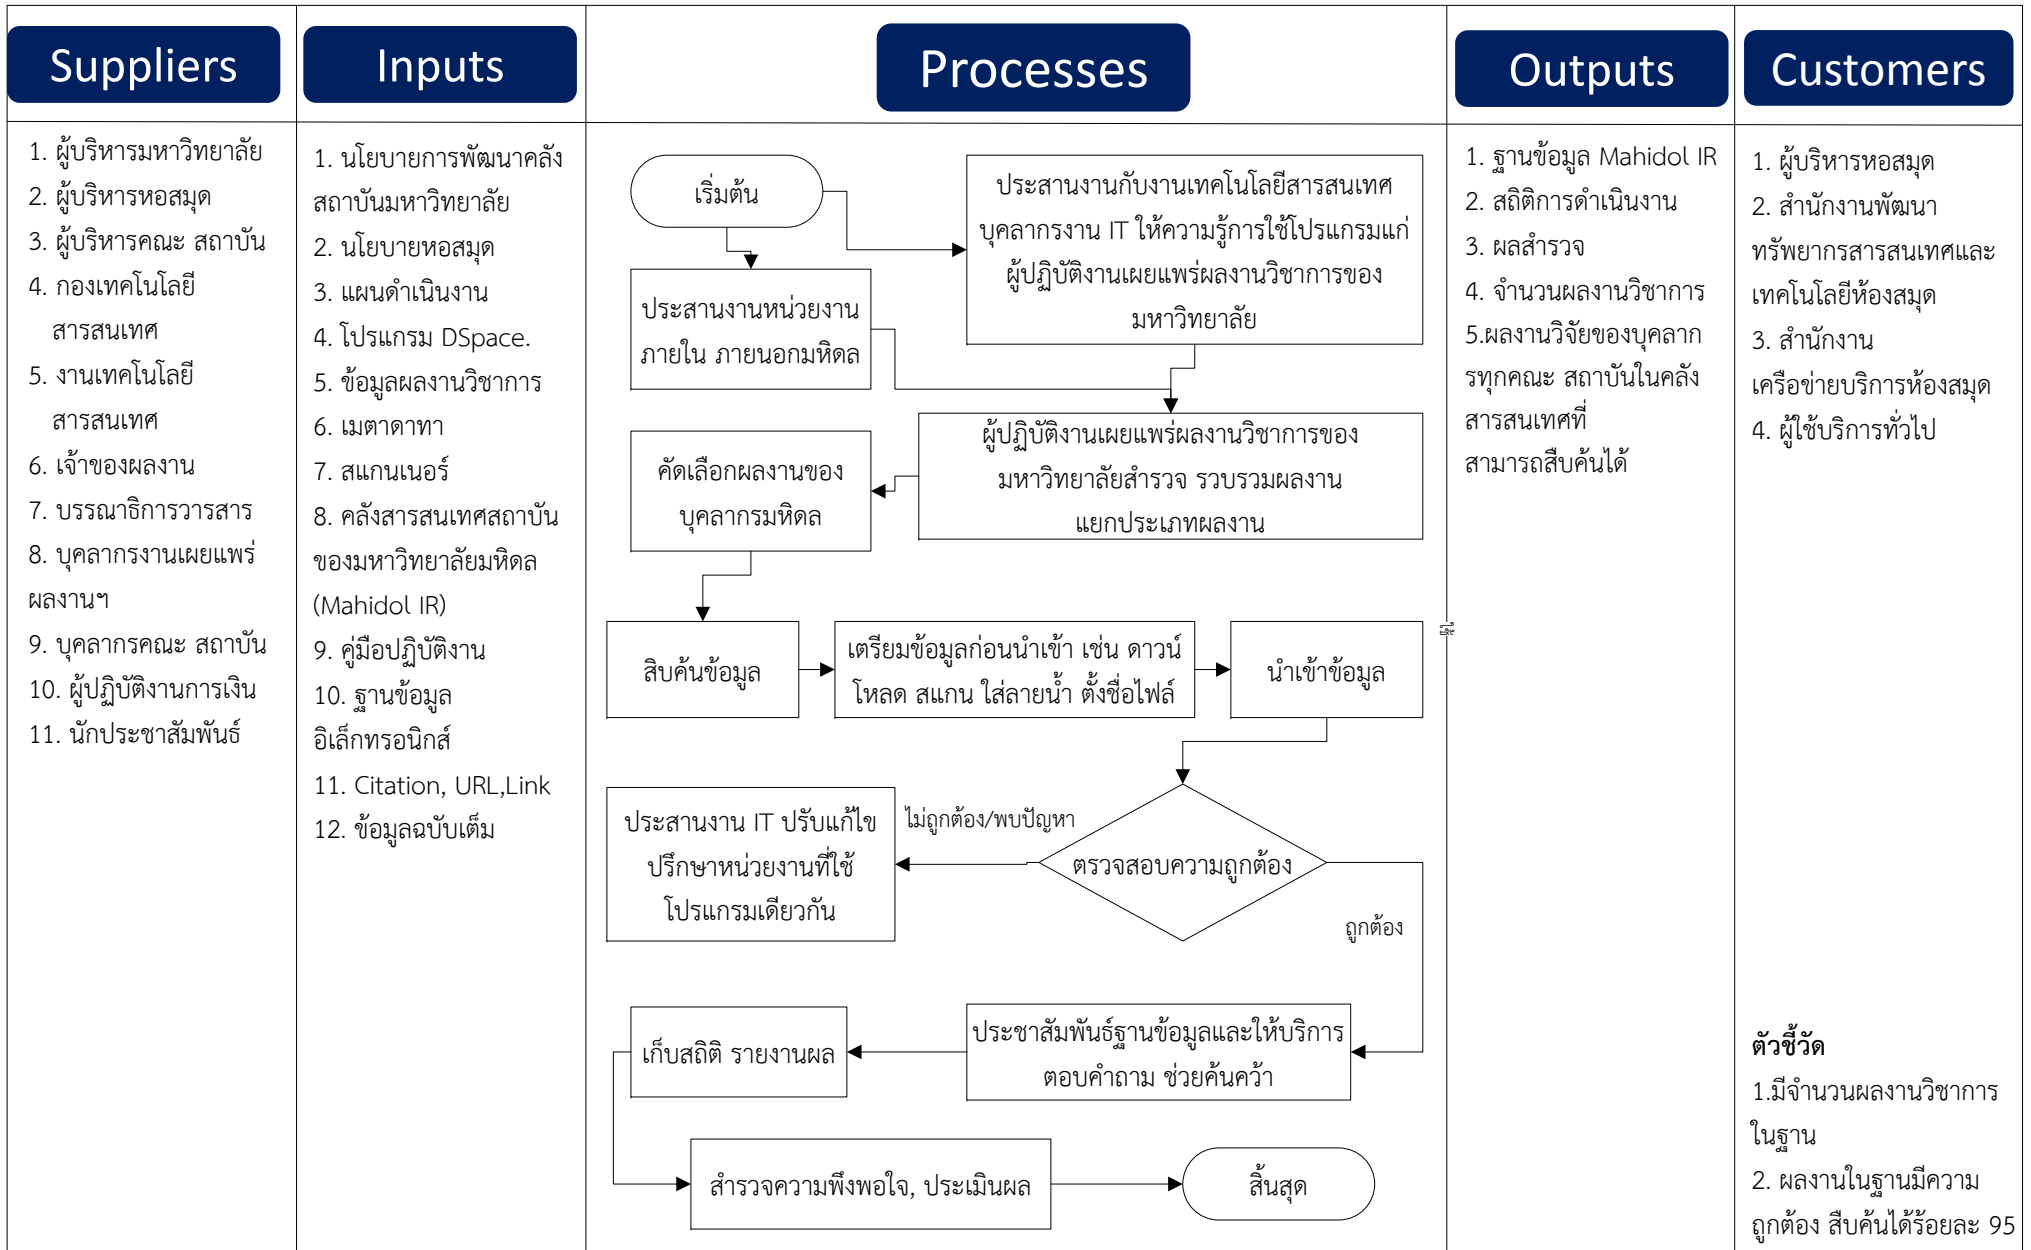 Suppliers
Inputs
Processes
Outputs
Customers
1. ผู้บริหารมหาวิทยาลัย
2. ผู้บริหารหอสมุด
3. ผู้บริหารคณะ สถาบัน
4. กองเทคโนโลยี
สารสนเทศ
5. งานเทคโนโลยี
สารสนเทศ
6. เจ้าของผลงาน
7. บรรณาธิการวารสาร
8. บุคลากรงานเผยแพร่
ผลงานฯ
9. บุคลากรคณะ สถาบัน
10. ผู้ปฏิบัติงานการเงิน
11. นักประชาสัมพันธ์
1. นโยบายการพัฒนาคลัง
สถาบันมหาวิทยาลัย
2. นโยบายหอสมุด
3. แผนดำเนินงาน
4. โปรแกรม DSpace.
5. ข้อมูลผลงานวิชาการ
6. เมตาดาทา
7. สแกนเนอร์
8. คลังสารสนเทศสถาบัน
ของมหาวิทยาลัยมหิดล
(Mahidol IR)
9. คู่มือปฏิบัติงาน
10. ฐานข้อมูล
อิเล็กทรอนิกส์
11. Citation, URL,Link
12. ข้อมูลฉบับเต็ม
เริ่มต้น
ประสานงานกับงานเทคโนโลยีสารสนเทศ
บุคลากรงาน IT ให้ความรู้การใช้โปรแกรมแก่
ผู้ปฏิบัติงานเผยแพร่ผลงานวิชาการของ
มหาวิทยาลัย
ประสานงานหน่วยงาน
ภายใน ภายนอกมหิดล
ผู้ปฏิบัติงานเผยแพร่ผลงานวิชาการของ
มหาวิทยาลัยสำรวจ รวบรวมผลงาน
แยกประเภทผลงาน
คัดเลือกผลงานของ
บุคลากรมหิดล
สิบค้นข้อมูล
เตรียมข้อมูลก่อนนำเข้า เช่น ดาวน์
โหลด สแกน ใส่ลายน้ำ ตั้งชื่อไฟล์
นำเข้าข้อมูล
ประสานงาน IT ปรับแก้ไข
ปรึกษาหน่วยงานที่ใช้
โปรแกรมเดียวกัน
ไม่ถูกต้อง/พบปัญหา
ตรวจสอบความถูกต้อง
ถูกต้อง
เก็บสถิติ รายงานผล
ประชาสัมพันธ์ฐานข้อมูลและให้บริการ
ตอบคำถาม ช่วยค้นคว้า
สำรวจความพึงพอใจ, ประเมินผล
สิ้นสุด
1. ฐานข้อมูล Mahidol IR
2. สถิติการดำเนินงาน
3. ผลสำรวจ
4. จำนวนผลงานวิชาการ
5.ผลงานวิจัยของบุคลาก
รทุกคณะ สถาบันในคลัง
สารสนเทศที่
สามารถสืบค้นได้
1. ผู้บริหารหอสมุด
2. สำนักงานพัฒนา
ทรัพยากรสารสนเทศและ
เทคโนโลยีห้องสมุด
3. สำนักงาน
เครือข่ายบริการห้องสมุด
4. ผู้ใช้บริการทั่วไป
ตัวชี้วัด
1.มีจำนวนผลงานวิชาการ
ในฐาน
2. ผลงานในฐานมีความ
ถูกต้อง สืบค้นได้ร้อยละ 95